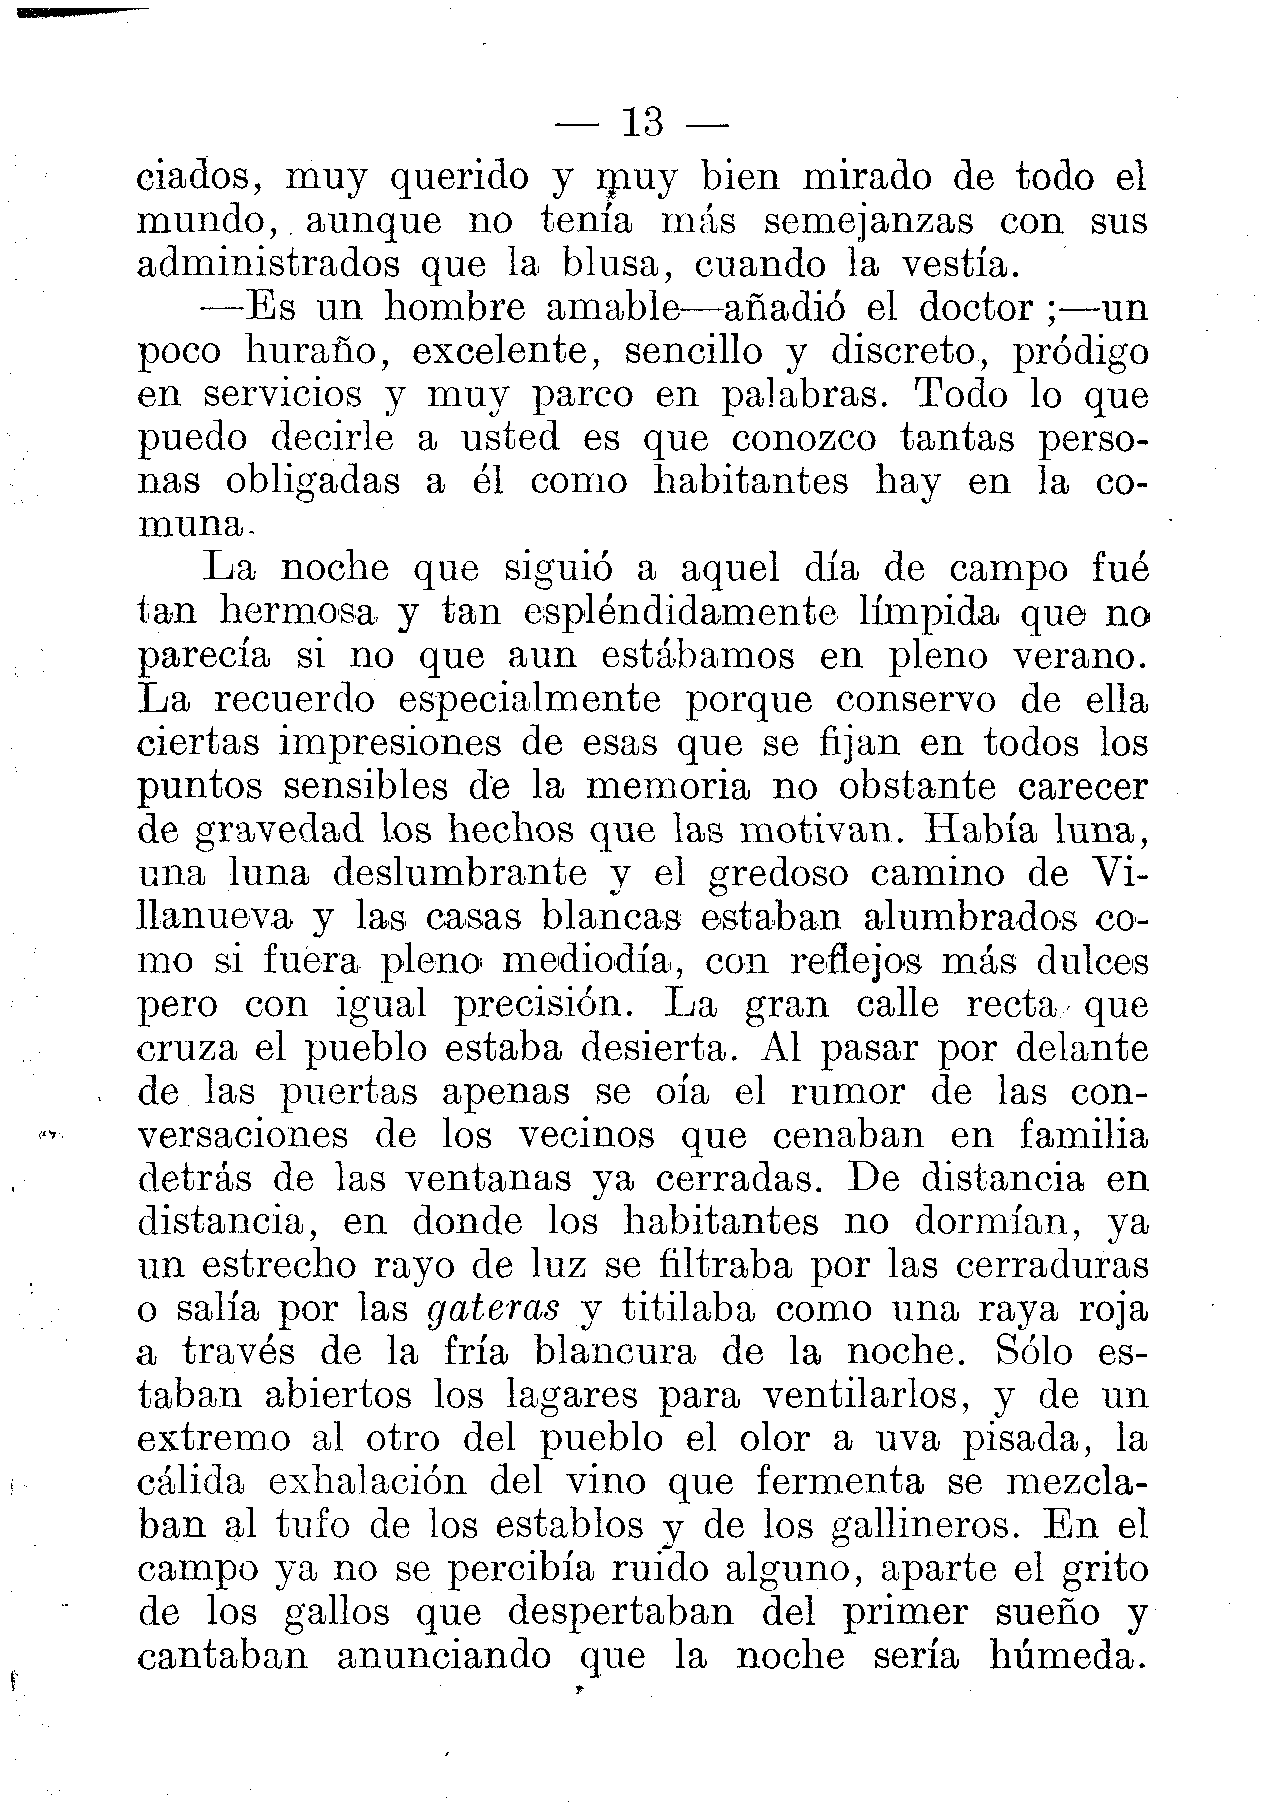 — 13 —
ciados, muy querido y muy bien mirado de todo el
mundo, aunque no tenía más semejanzas con sus
administrados que la blusa, cuando la vestía.
—Es un hombre amable—añadió el doctor ;—un
poco huraño, excelente, sencillo y discreto, pródigo
en servicios y muy parco en palabras. Todo lo que
puedo decirle a usted es que conozco tantas perso-
nas obligadas a él como habitantes hay en la co-
muna.
La noche que siguió a aquel día de campo fué
tan hermosa y tan espléndidamente límpida que no
parecía si no que aun estábamos en pleno verano.
La recuerdo especialmente porque conservo de ella
ciertas impresiones de esas que se fijan en todos los
puntos sensibles de la memoria no obstante carecer
de gravedad los hechos que las motivan. Había luna,
una luna deslumbrante y el gredoso camino de Vi-
llanueva y las casas blancas estaban alumbrados co-
mo si fuera pleno mediodía, con reflejos más dulces
pero con igual precisión. La gran calle recta que
cruza el pueblo estaba desierta. Al pasar por delante
de las puertas apenas se oía el rumor de las con-
versaciones de los vecinos que cenaban en familia
detrás de las ventanas ya cerradas. De distancia en
distancia, en donde los habitantes no dormían, ya
un estrecho rayo de luz se filtraba por las cerraduras
o salía por las gateras y titilaba como una raya roja
a través de la fría blancura de la noche. Sólo es-
taban abiertos los lagares para ventilarlos, y de un
extremo al otro del pueblo el olor a uva pisada, la
cálida exhalación del vino que fermenta se mezcla-
ban al tufo de los establos y de los gallineros. En el
campo ya no se percibía ruido alguno, aparte el grito
de los gallos que despertaban del primer sueño y
cantaban anunciando que la noche sería húmeda.